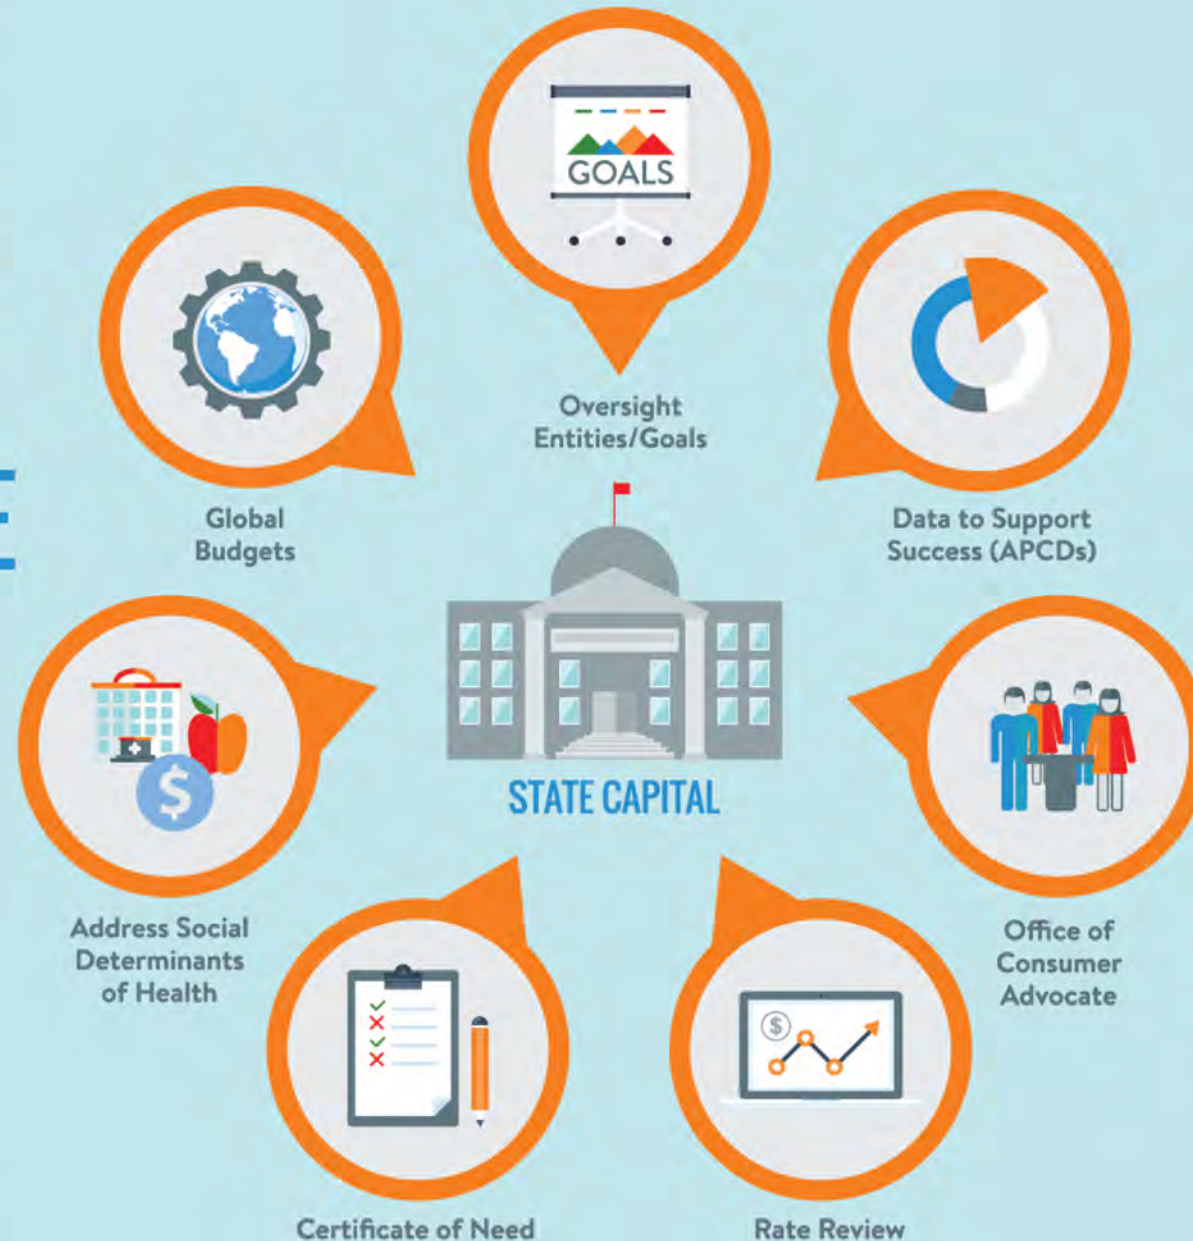 GOALS
Oversight
Entities/Goals
Global
Budgets
Data to Support
Success (APCDs)
$
STATE CAPITAL
Address Social
Determinants
of Health
Office of
Consumer
Advocate
$
Certificate of Need
Rate Review